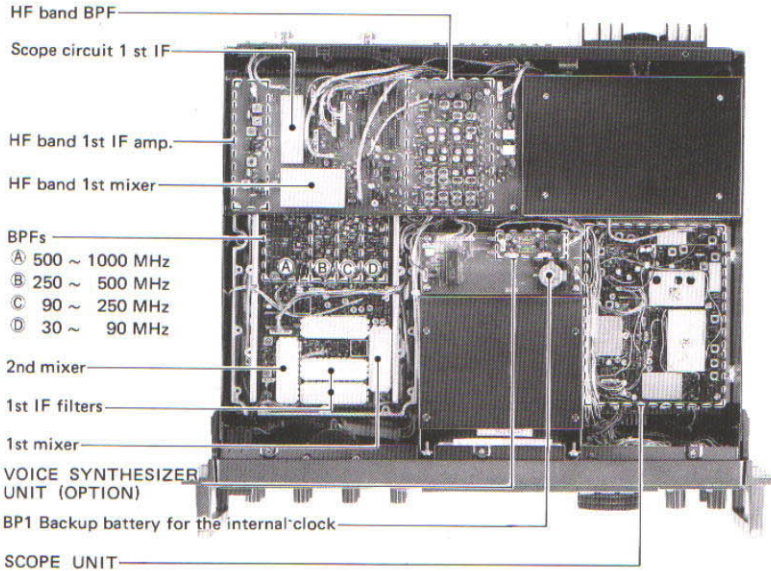 HF band BPF
Scope circuit 1 st IF
HF band 1st IF amp.
HF band 1st mixer
BPFs
Ⓐ 500 ~ 1000 MHz
Ⓑ 250 ~ 500 MHz
Ⓒ 90 ~ 250 MHz
Ⓓ 30 ~ 90 MHz
Ⓐ Ⓑ Ⓒ Ⓓ
2nd mixer
1st IF filters
1st mixer
VOICE SYNTHESIZER
UNIT (OPTION)
BP1 Backup battery for the internal clock
SCOPE UNIT